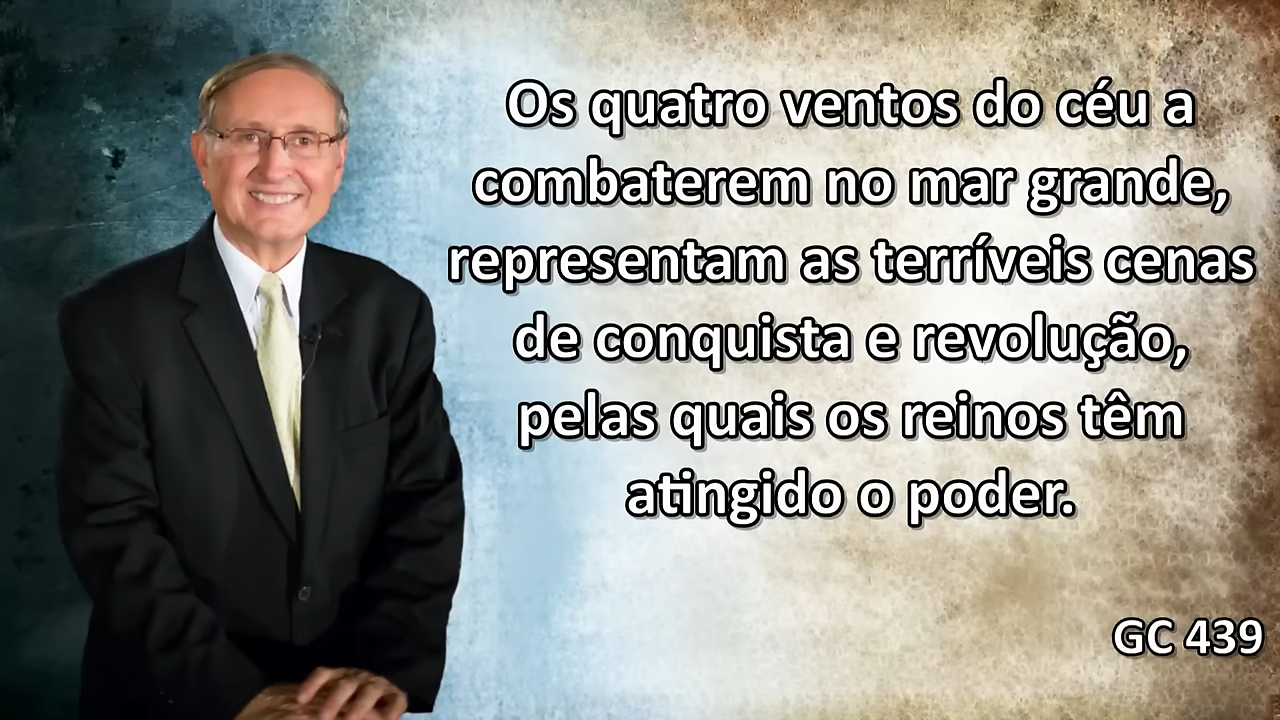 Os quatro ventos do céu a
combaterem no mar grande,
representam as terríveis cenas
de conquista e revolução,
pelas quais os reinos têm
atingido o poder.
GC 439